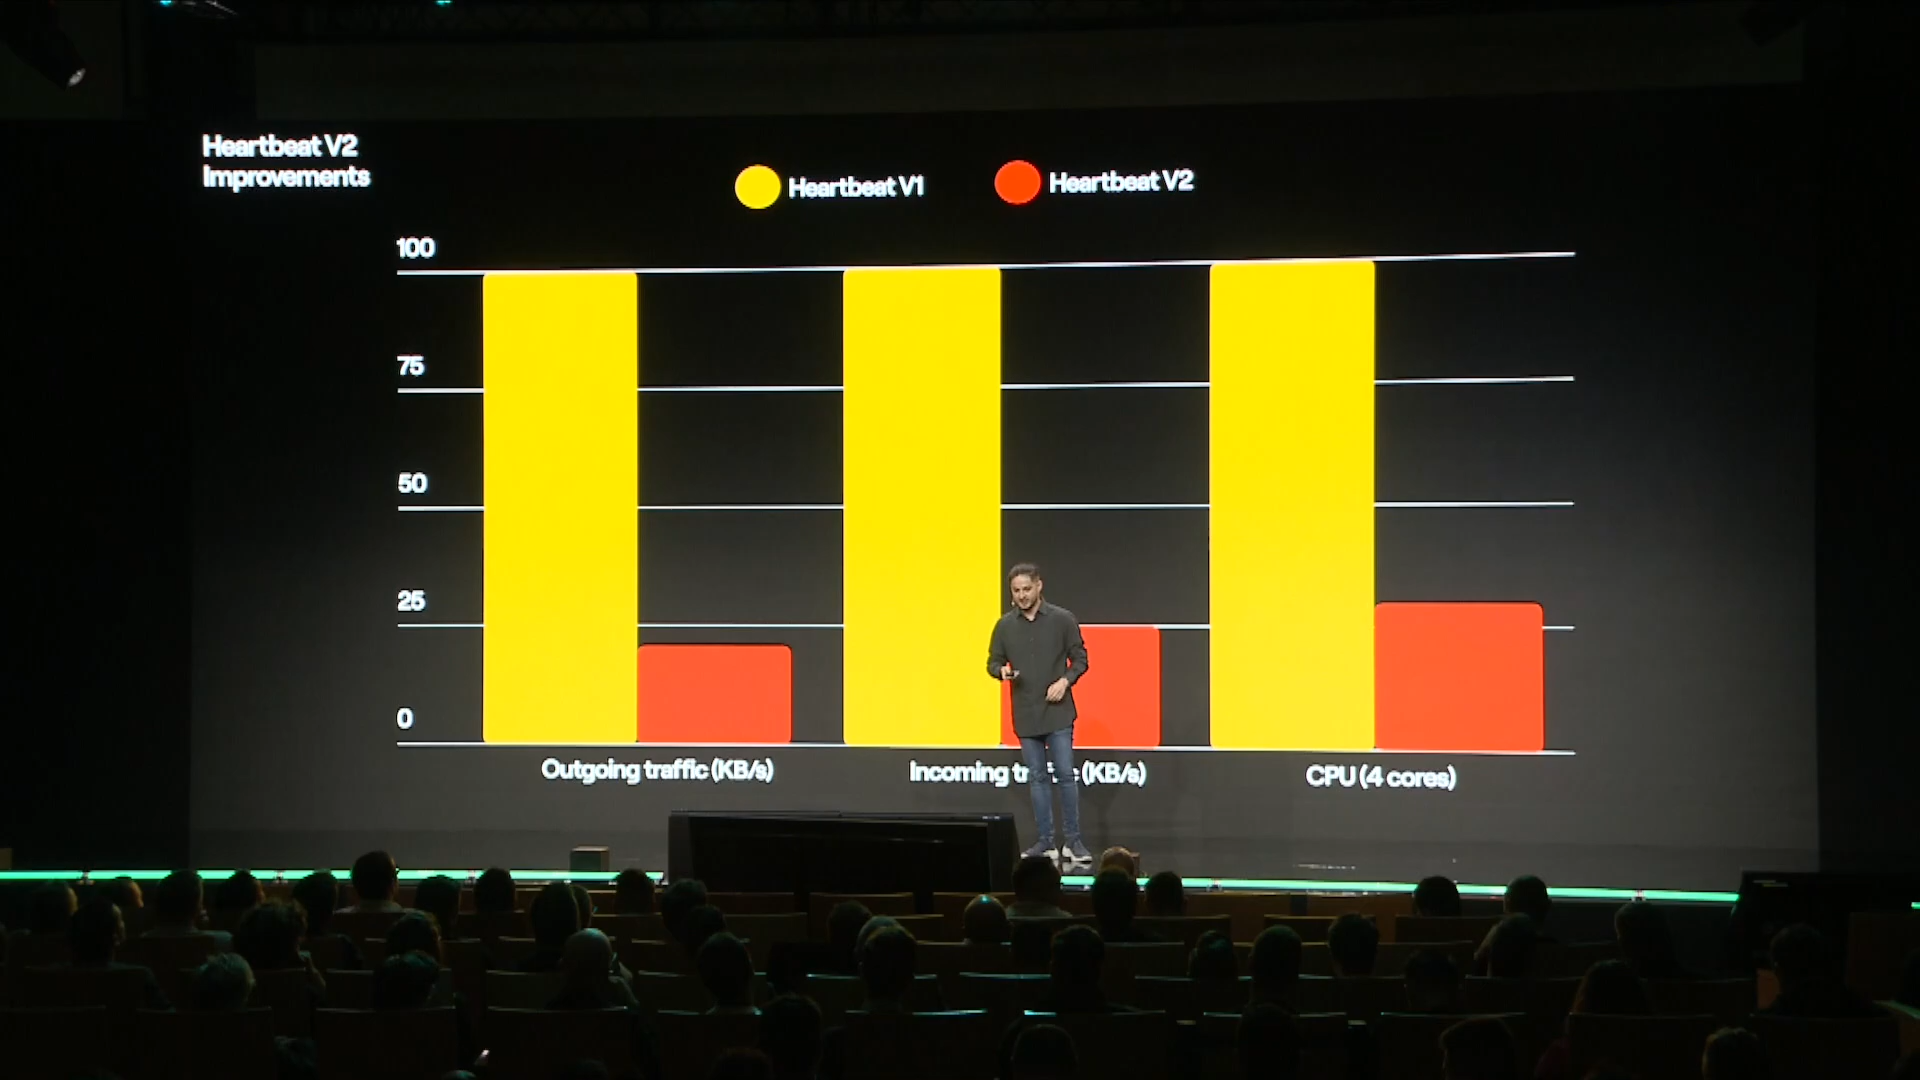 Heartbeat V2
Improvements
Heartbeat V1
Heartbeat V2
100
75
50
25
0
Outgoing traffic (KB/s)
Incoming (KB/s)
CPU (4 cores)